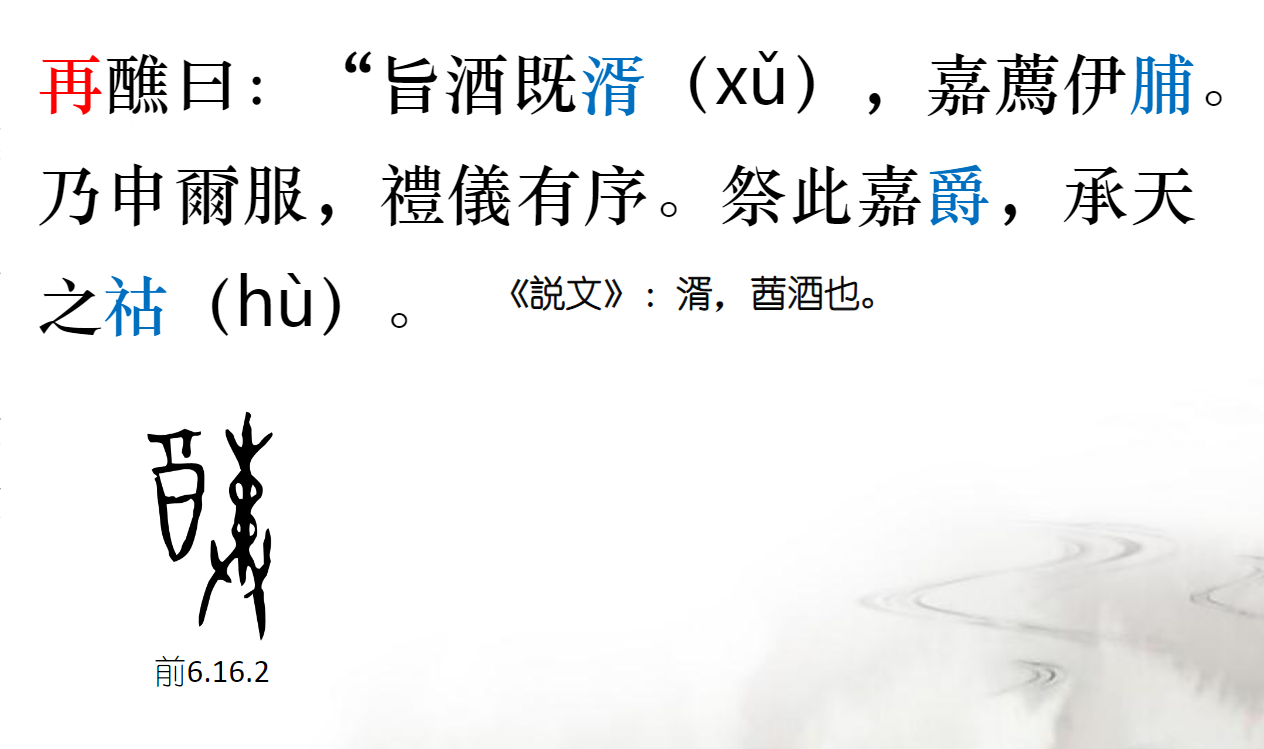 再醮曰：“旨酒既湑（xǔ），嘉薦伊脯。
乃申爾服，禮儀有序。祭此嘉爵，承天
之祜（hù）。 《説文》：湑，莤酒也。
前6.16.2